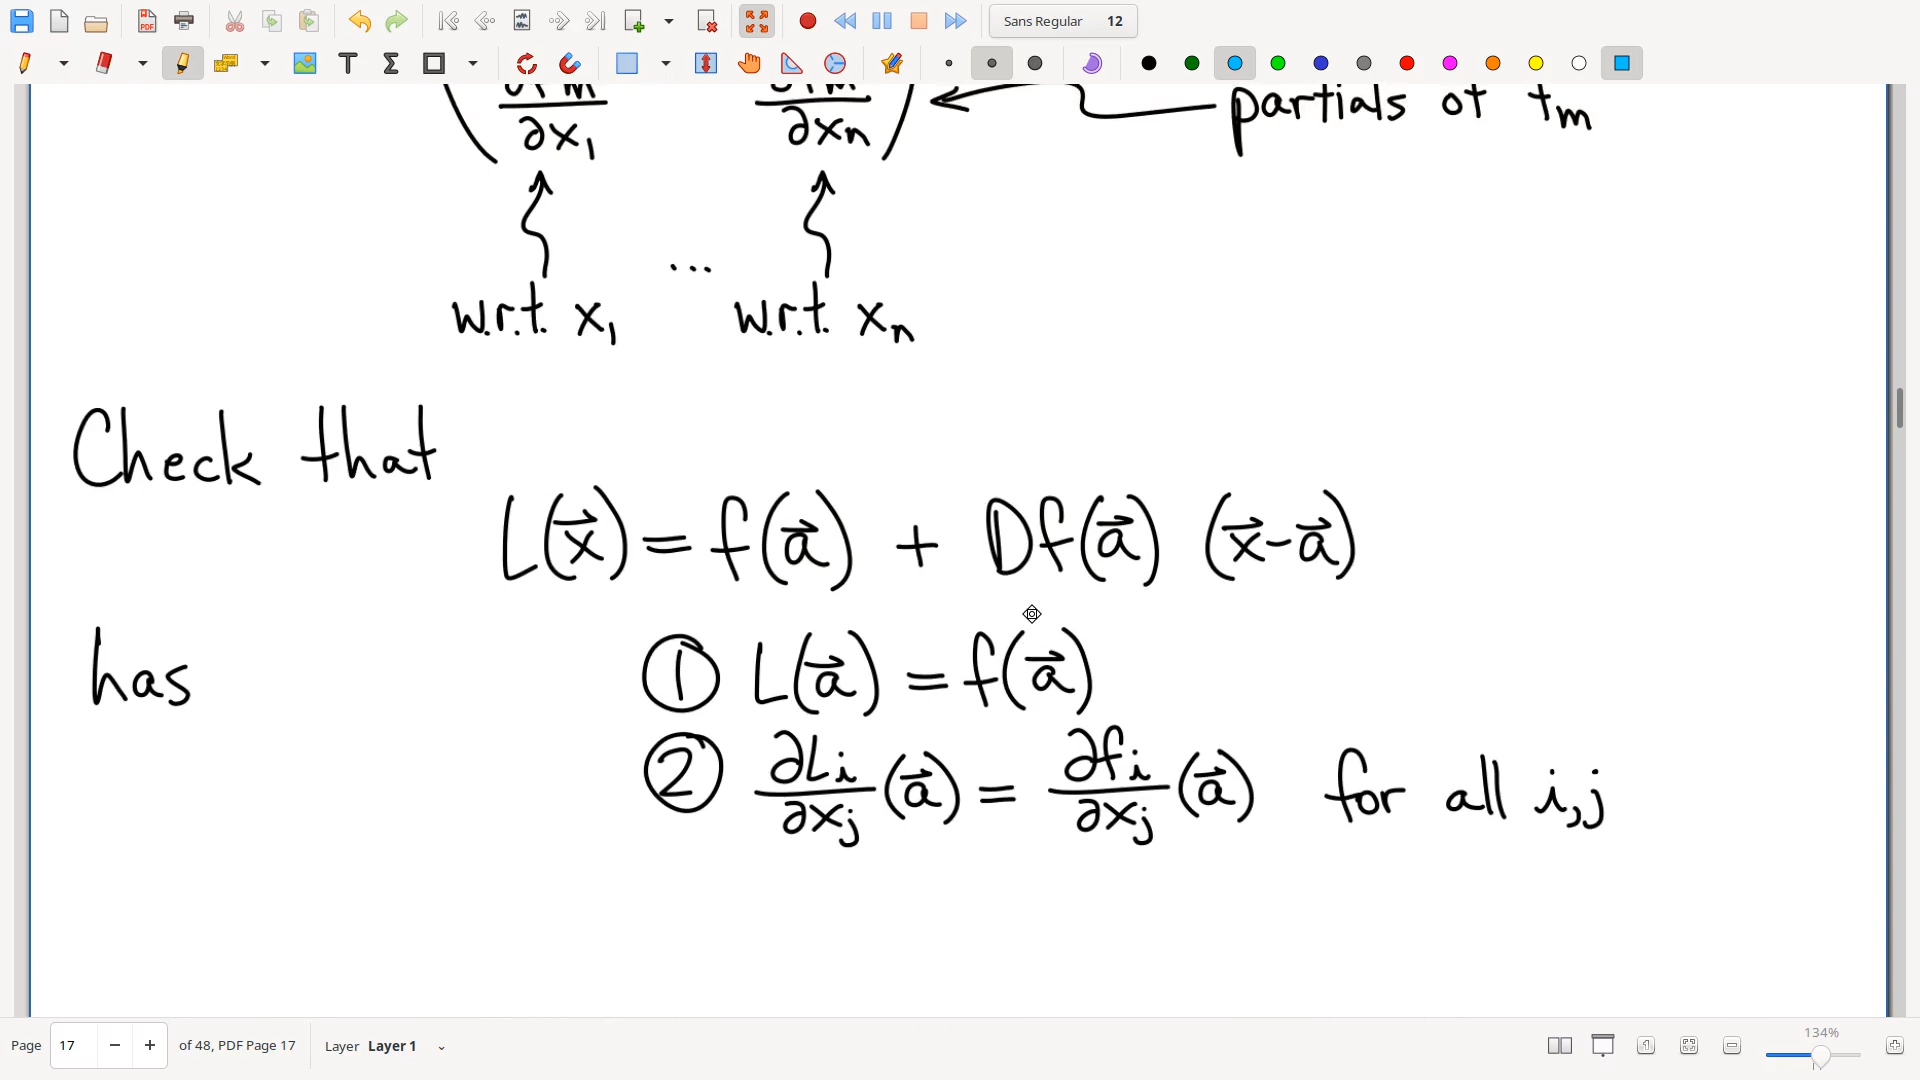 Sans Regular 12
∂x₁ ∂xₙ
partials of fₘ
w.r.t. x₁ ... w.r.t. xₙ
Check that
L(x⃗) = f(a⃗) + Df(a⃗) (x⃗-a⃗)
has ① L(a⃗) = f(a⃗)
② ∂Lᵢ/∂xⱼ (a⃗) = ∂fᵢ/∂xⱼ (a⃗) for all i,j
Page 17 of 48, PDF Page 17 Layer Layer 1 134%